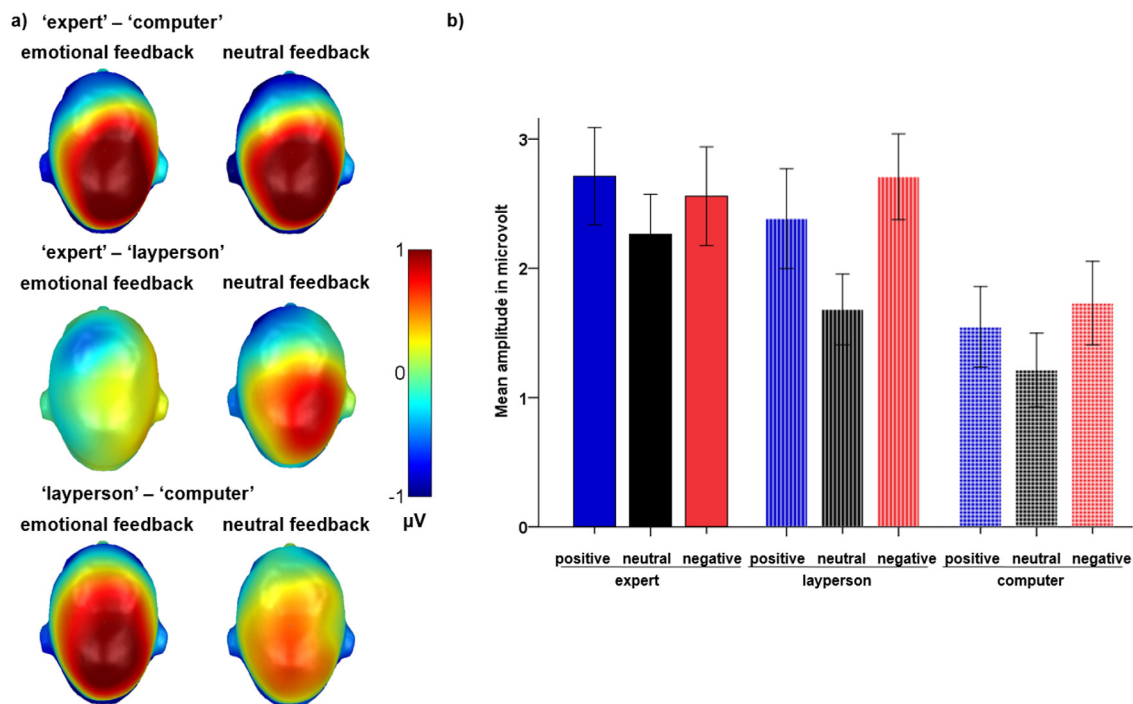 a) ‘expert’ – ‘computer’
emotional feedback neutral feedback
‘expert’ – ‘layperson’
emotional feedback neutral feedback
1
0
-1
µV
‘layperson’ – ‘computer’
emotional feedback neutral feedback
b)
Mean amplitude in microvolt
3
2
1
0
positive neutral negative positive neutral negative positive neutral negative
expert layperson computer